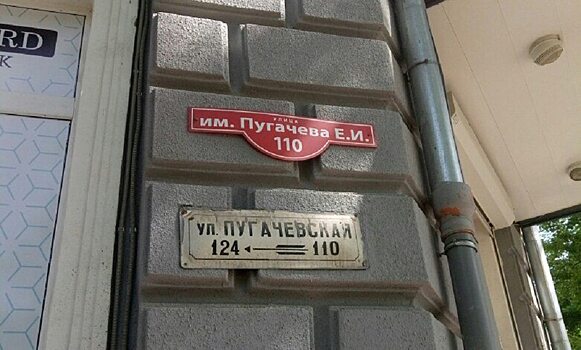 RD
K
улица
им. Пугачева Е.И.
110
УЛ. ПУГАЧЕВСКАЯ
124 110